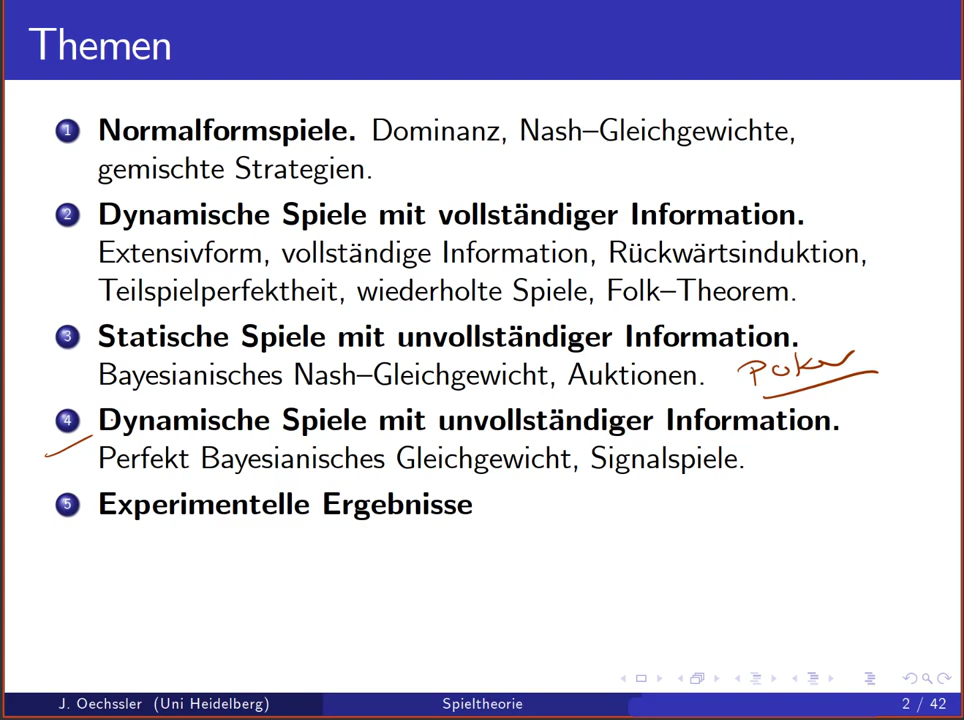 Themen
1 Normalformspiele. Dominanz, Nash–Gleichgewichte,
gemischte Strategien.
2 Dynamische Spiele mit vollständiger Information.
Extensivform, vollständige Information, Rückwärtsinduktion,
Teilspielperfektheit, wiederholte Spiele, Folk–Theorem.
3 Statische Spiele mit unvollständiger Information.
Bayesianisches Nash–Gleichgewicht, Auktionen. Poker
4 Dynamische Spiele mit unvollständiger Information.
Perfekt Bayesianisches Gleichgewicht, Signalspiele.
5 Experimentelle Ergebnisse
J. Oechssler (Uni Heidelberg) Spieltheorie 2 / 42